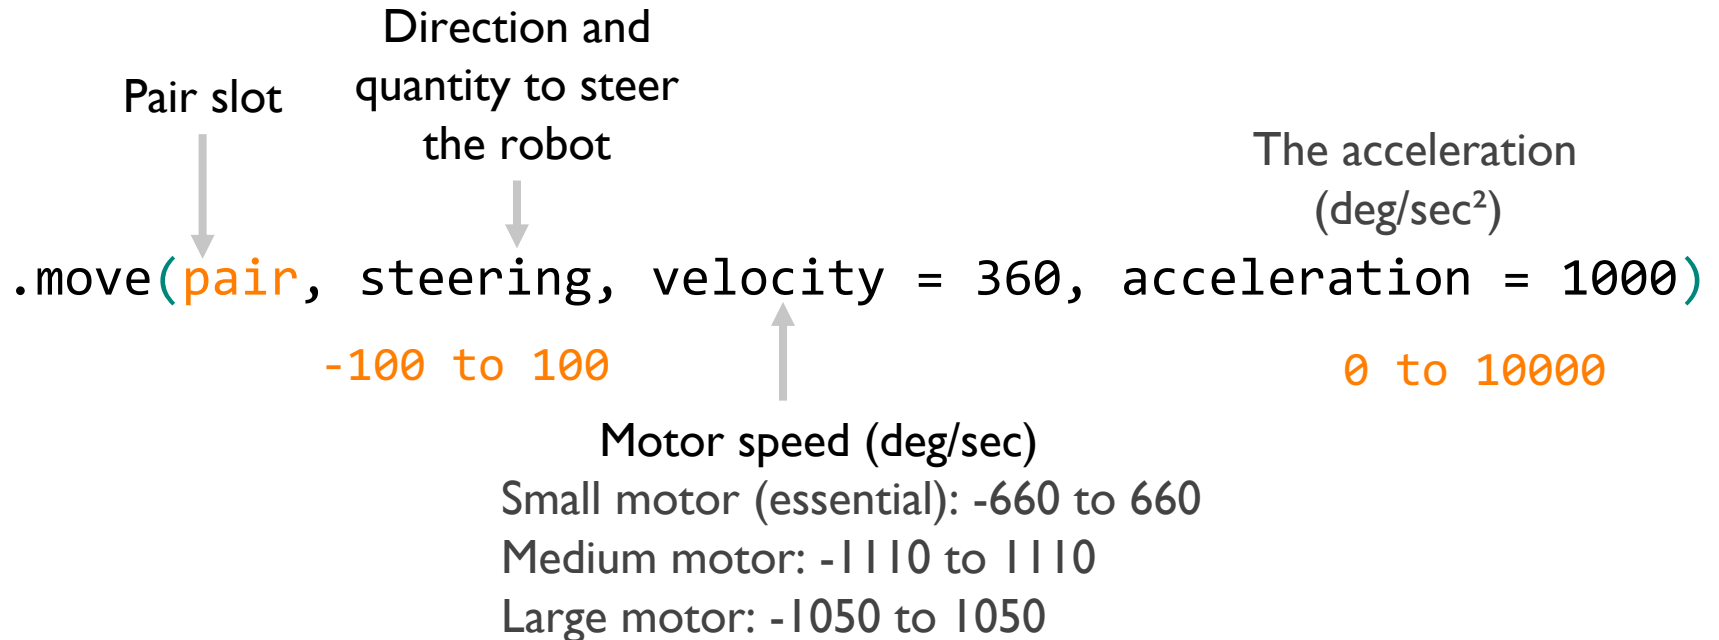 Direction and
quantity to steer
the robot
Pair slot
The acceleration
(deg/sec²)
.move(pair, steering, velocity = 360, acceleration = 1000)
-100 to 100
0 to 10000
Motor speed (deg/sec)
Small motor (essential): -660 to 660
Medium motor: -1110 to 1110
Large motor: -1050 to 1050